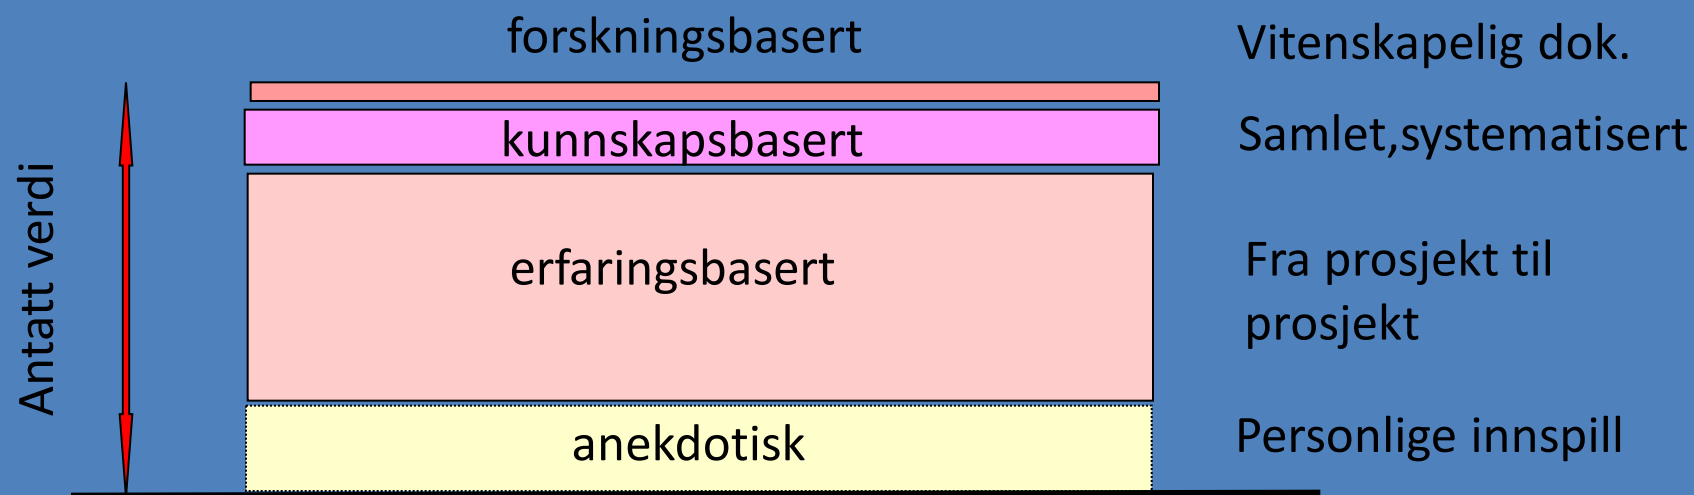 forskningsbasert
Vitenskapelig dok.
kunnskapsbasert
Samlet,systematisert
Antatt verdi
erfaringsbasert
Fra prosjekt til
prosjekt
anekdotisk
Personlige innspill